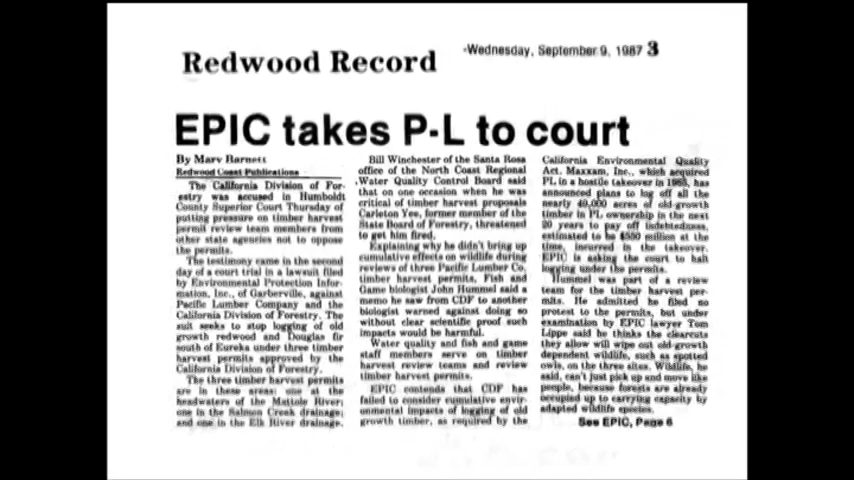 Redwood Record
-Wednesday, September 9, 1987 3
EPIC takes P-L to court
By Mary Barnett
Redwood Coast Publications
The California Division of For-
estry was accused in Humboldt
County Superior Court Thursday of
putting pressure on timber harvest
permit review team members from
other state agencies not to oppose
the permits.
The testimony came in the second
day of a court trial in a lawsuit filed
by Environmental Protection Infor-
mation, Inc., of Garberville, against
Pacific Lumber Company and the
California Division of Forestry. The
suit seeks to stop logging of old
growth redwood and Douglas fir
south of Eureka under three timber
harvest permits approved by the
California Division of Forestry.
The three timber harvest permits
are in these areas: one at the
headwaters of the Mattole River;
one in the Salmon Creek drainage;
and one in the Elk River drainage.
Bill Winchester of the Santa Rosa
office of the North Coast Regional
Water Quality Control Board said
that on one occasion when he was
critical of timber harvest proposals
Carleton Yee, former member of the
State Board of Forestry, threatened
to get him fired.
Explaining why he didn't bring up
cumulative effects on wildlife during
reviews of three Pacific Lumber Co.
timber harvest permits, Fish and
Game biologist John Hummel said a
memo he saw from CDF to another
biologist warned against doing so
without clear scientific proof such
impacts would be harmful.
Water quality and fish and game
staff members serve on timber
harvest review teams and review
timber harvest permits.
EPIC contends that CDF has
failed to consider cumulative envir-
onmental impacts of logging of old
growth timber, as required by the
California Environmental Quality
Act. Maxxam, Inc., which acquired
PL in a hostile takeover in 1985, has
announced plans to log off all the
nearly 40,000 acres of old-growth
timber in PL ownership in the next
20 years to pay off indebtedness,
estimated to be $550 million at the
time, incurred in the takeover.
EPIC is asking the court to halt
logging under the permits.
Hummel was part of a review
team for the timber harvest per-
mits. He admitted he filed no
protest to the permits, but under
examination by EPIC lawyer Tom
Lippe said he thinks the clearcuts
they allow will wipe out old-growth
dependent wildlife, such as spotted
owls, on the three sites. Wildlife, he
said, can't just pick up and move like
people, because forests are already
occupied up to carrying capacity by
adapted wildlife species.
See EPIC, Page 6